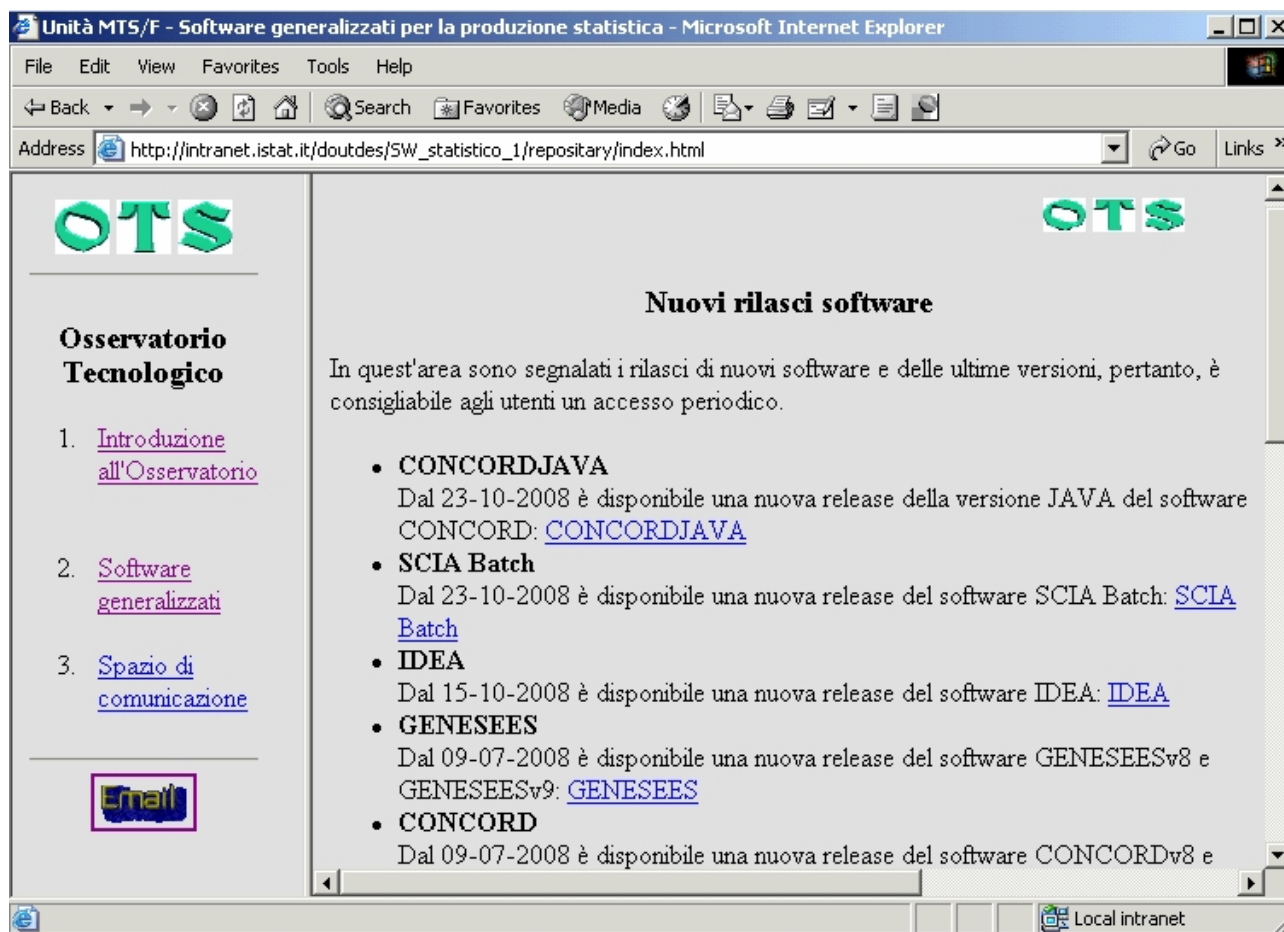 Unità MTS/F - Software generalizzati per la produzione statistica - Microsoft Internet Explorer
File Edit View Favorites Tools Help
Back Search Favorites Media
Address http://intranet.istat.it/doutdes/SW_statistico_1/repositary/index.html Go Links »
OTS
Osservatorio
Tecnologico
1. Introduzione
all'Osservatorio
2. Software
generalizzati
3. Spazio di
comunicazione
Email
OTS
Nuovi rilasci software
In quest'area sono segnalati i rilasci di nuovi software e delle ultime versioni, pertanto, è
consigliabile agli utenti un accesso periodico.
• CONCORDJAVA
Dal 23-10-2008 è disponibile una nuova release della versione JAVA del software
CONCORD: CONCORDJAVA
• SCIA Batch
Dal 23-10-2008 è disponibile una nuova release del software SCIA Batch: SCIA
Batch
• IDEA
Dal 15-10-2008 è disponibile una nuova release del software IDEA: IDEA
• GENESEES
Dal 09-07-2008 è disponibile una nuova release del software GENESEESv8 e
GENESEESv9: GENESEES
• CONCORD
Dal 09-07-2008 è disponibile una nuova release del software CONCORDv8 e
Local intranet